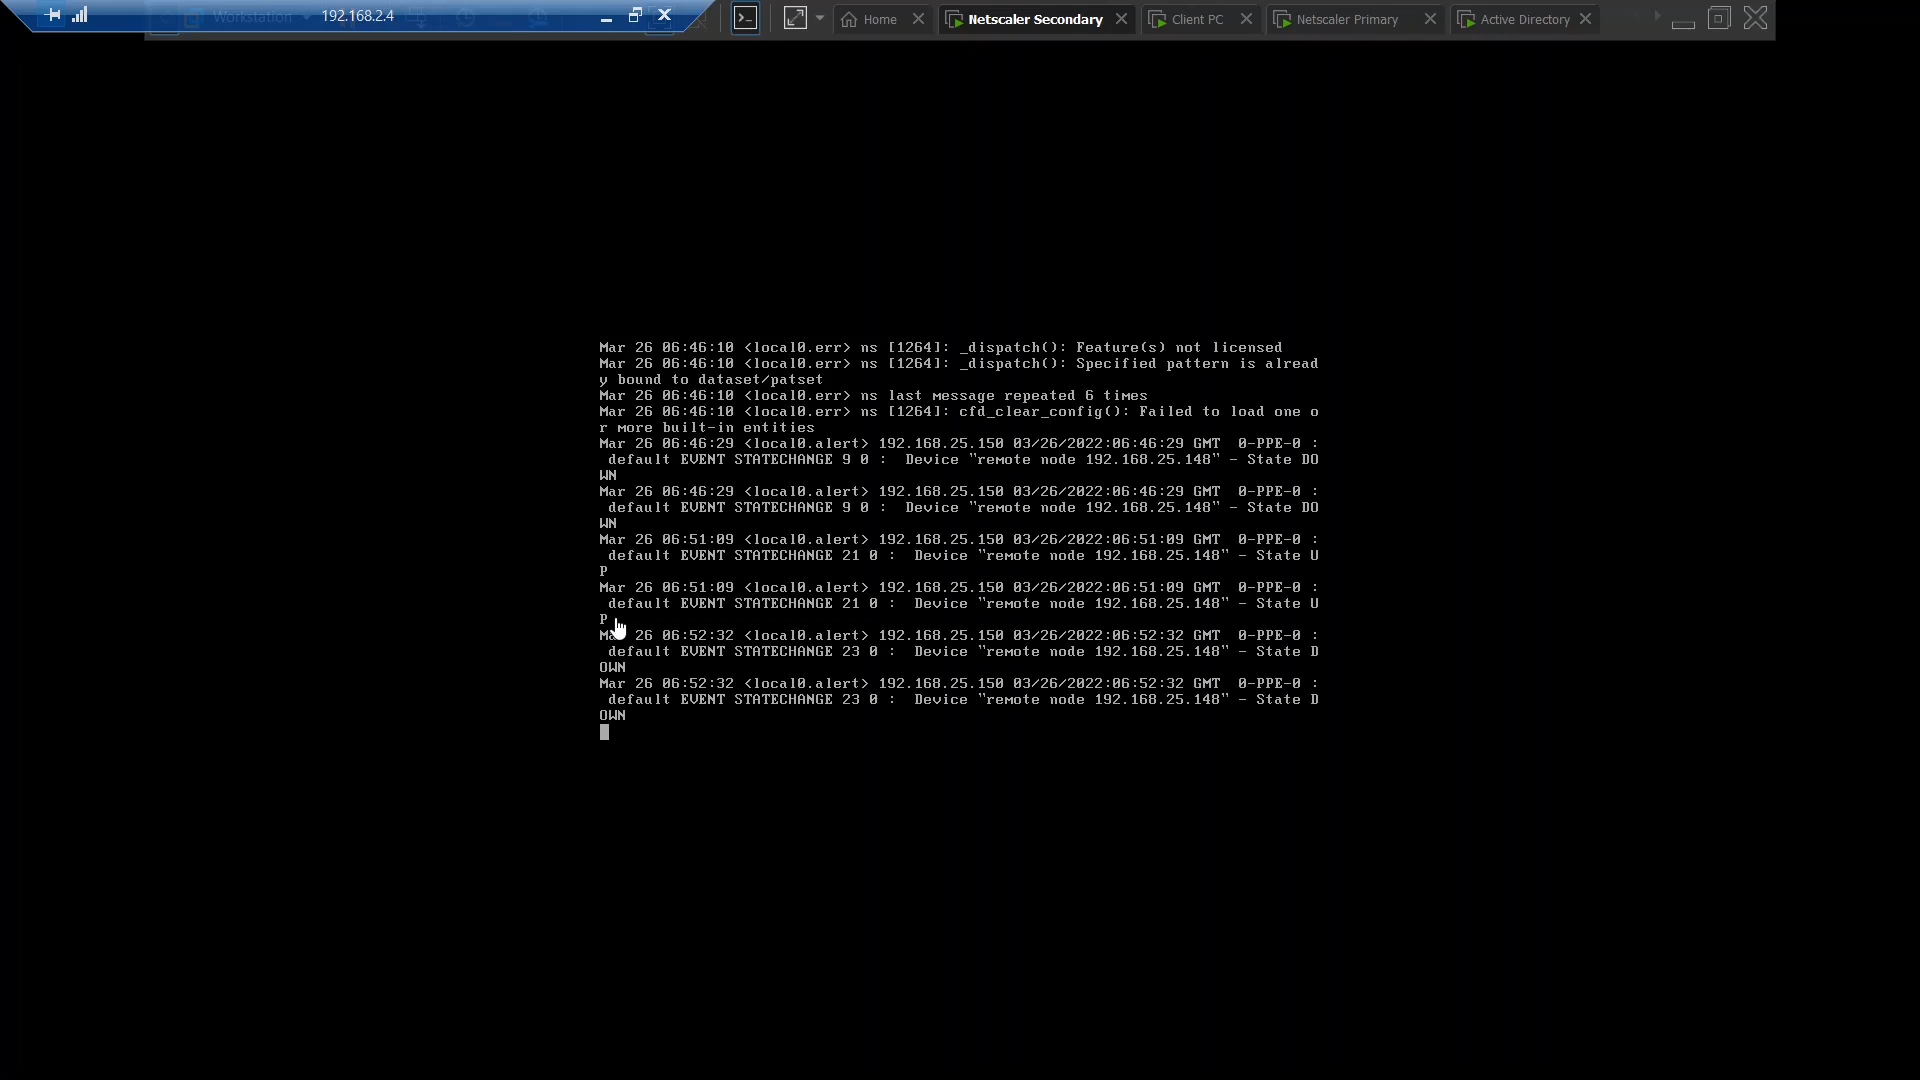 Workstation 192.168.2.4 Home Netscaler Secondary Client PC Netscaler Primary Active Directory
Mar 26 06:46:10 <local0.err> ns [1264]: _dispatch(): Feature(s) not licensed
Mar 26 06:46:10 <local0.err> ns [1264]: _dispatch(): Specified pattern is alread
y bound to dataset/patset
Mar 26 06:46:10 <local0.err> ns last message repeated 6 times
Mar 26 06:46:10 <local0.err> ns [1264]: cfd_clear_config(): Failed to load one o
r more built-in entities
Mar 26 06:46:29 <local0.alert> 192.168.25.150 03/26/2022:06:46:29 GMT  0-PPE-0 :
 default EVENT STATECHANGE 9 0 :  Device "remote node 192.168.25.148" - State DO
WN
Mar 26 06:46:29 <local0.alert> 192.168.25.150 03/26/2022:06:46:29 GMT  0-PPE-0 :
 default EVENT STATECHANGE 9 0 :  Device "remote node 192.168.25.148" - State DO
WN
Mar 26 06:51:09 <local0.alert> 192.168.25.150 03/26/2022:06:51:09 GMT  0-PPE-0 :
 default EVENT STATECHANGE 21 0 :  Device "remote node 192.168.25.148" - State U
P
Mar 26 06:51:09 <local0.alert> 192.168.25.150 03/26/2022:06:51:09 GMT  0-PPE-0 :
 default EVENT STATECHANGE 21 0 :  Device "remote node 192.168.25.148" - State U
P
Mar 26 06:52:32 <local0.alert> 192.168.25.150 03/26/2022:06:52:32 GMT  0-PPE-0 :
 default EVENT STATECHANGE 23 0 :  Device "remote node 192.168.25.148" - State D
OWN
Mar 26 06:52:32 <local0.alert> 192.168.25.150 03/26/2022:06:52:32 GMT  0-PPE-0 :
 default EVENT STATECHANGE 23 0 :  Device "remote node 192.168.25.148" - State D
OWN